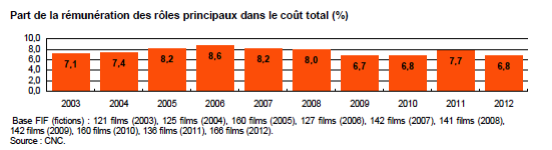 Part de la rémunération des rôles principaux dans le coût total (%)
10,0
8,0
6,0
4,0
2,0
0,0
7,1 7,4 8,2 8,6 8,2 8,0 6,7 6,8 7,7 6,8
2003 2004 2005 2006 2007 2008 2009 2010 2011 2012
Base FIF (fictions) : 121 films (2003), 125 films (2004), 160 films (2005), 127 films (2006), 142 films (2007), 141 films (2008),
142 films (2009), 160 films (2010), 136 films (2011), 166 films (2012).
Source : CNC.